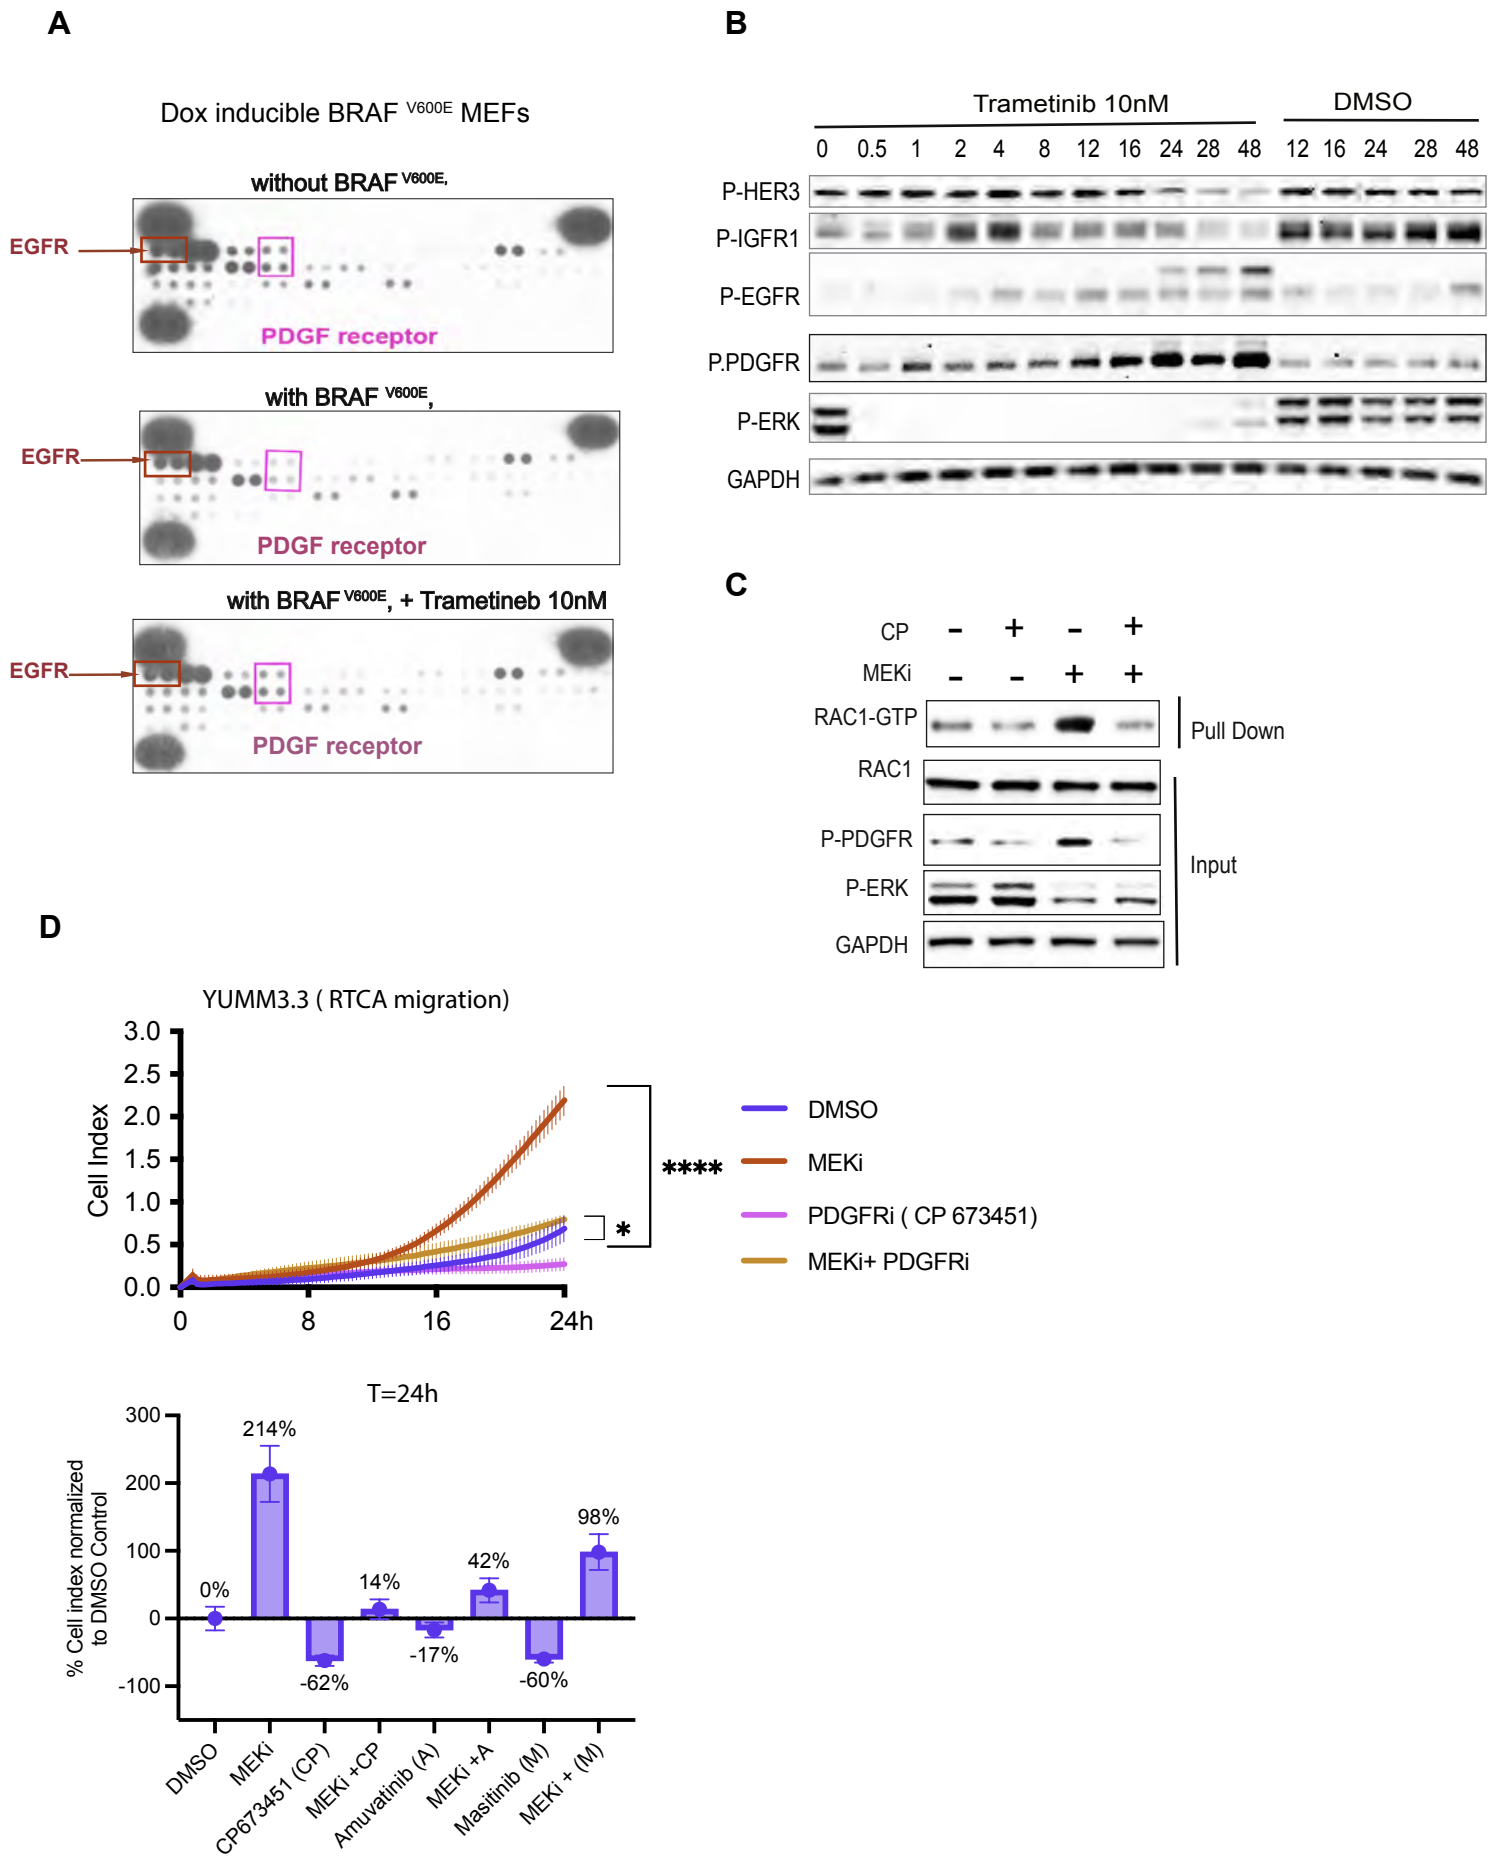 A
Dox inducible BRAF V600E MEFs
without BRAF V600E,
EGFR
PDGF receptor
with BRAF V600E,
EGFR
PDGF receptor
with BRAF V600E, + Trametineb 10nM
EGFR
PDGF receptor
B
Trametinib 10nM DMSO
0 0.5 1 2 4 8 12 16 24 28 48 12 16 24 28 48
P-HER3
P-IGFR1
P-EGFR
P.PDGFR
P-ERK
GAPDH
C
CP - + - +
MEKi - - + +
RAC1-GTP
Pull Down
RAC1
P-PDGFR
Input
P-ERK
GAPDH
D
YUMM3.3 ( RTCA migration)
3.0
2.5
2.0
1.5
1.0
0.5
0.0
Cell Index
0 8 16 24h
****
*
DMSO
MEKi
PDGFRi ( CP 673451)
MEKi+ PDGFRi
T=24h
300
200
100
0
-100
% Cell index normalized
to DMSO Control
0%
214%
-62%
14%
-17%
42%
-60%
98%
DMSO
MEKi
CP673451 (CP)
MEKi +CP
Amuvatinib (A)
MEKi +A
Masitinib (M)
MEKi + (M)